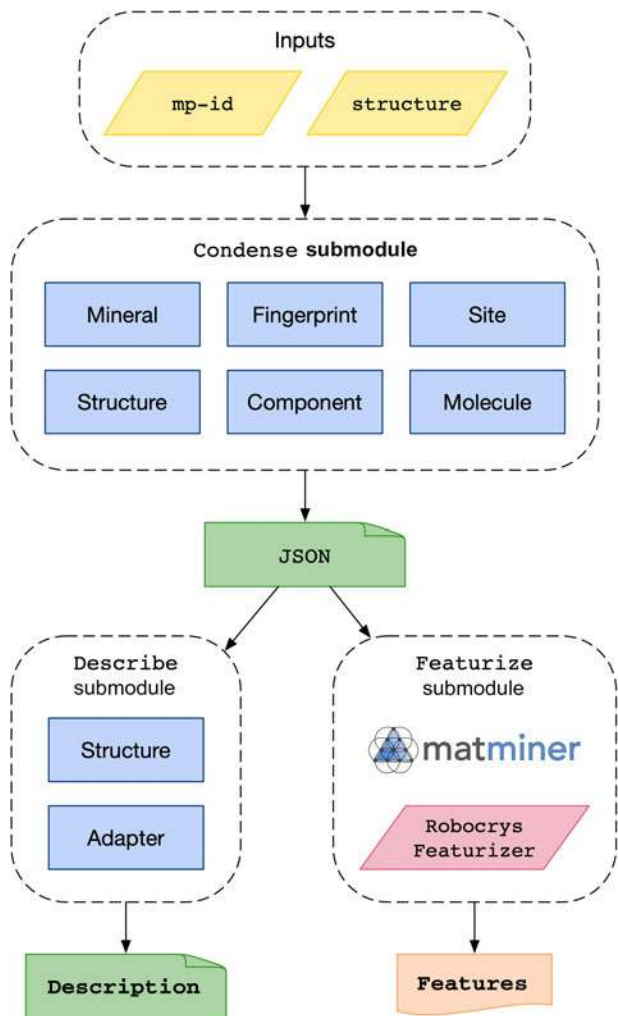 Inputs
mp-id
structure
Condense submodule
Mineral
Fingerprint
Site
Structure
Component
Molecule
JSON
Describe
submodule
Structure
Adapter
Featurize
submodule
matminer
Robocrys
Featurizer
Description
Features